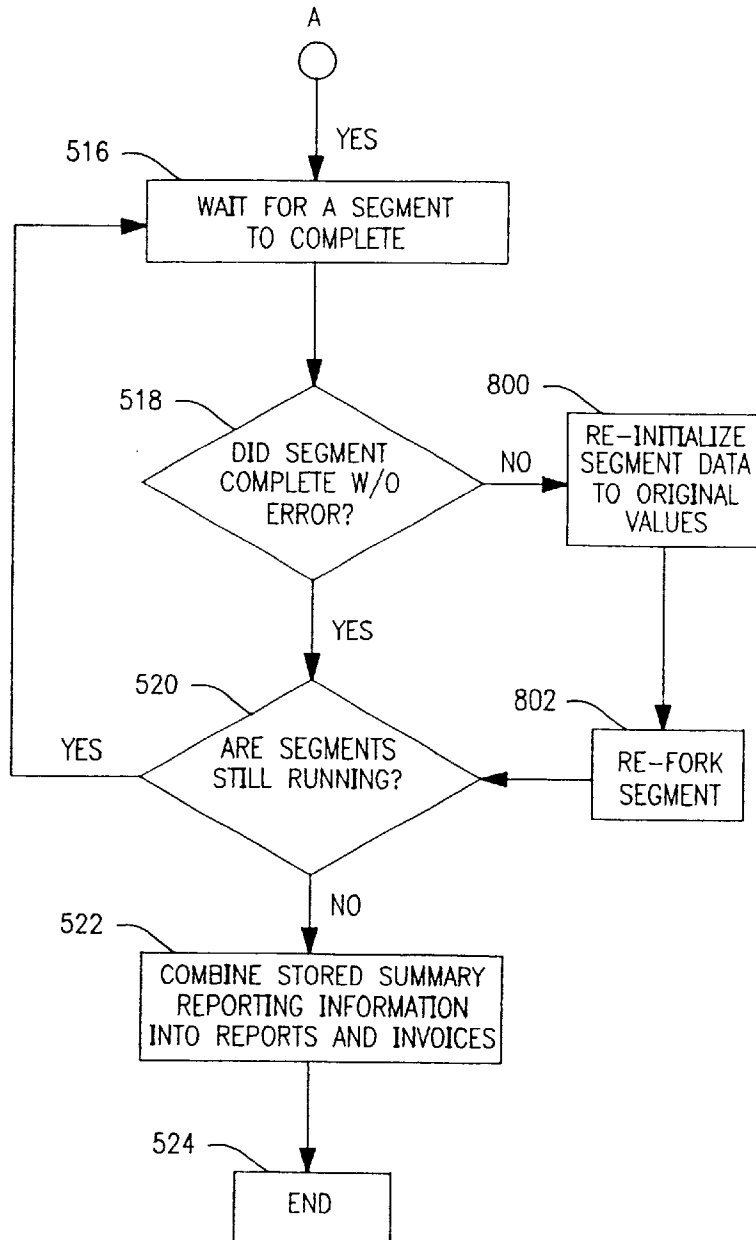 A
YES
516
WAIT FOR A SEGMENT
TO COMPLETE
518
DID SEGMENT
COMPLETE W/O
ERROR?
NO
800
RE-INITIALIZE
SEGMENT DATA
TO ORIGINAL
VALUES
YES
520
ARE SEGMENTS
STILL RUNNING?
YES
802
RE-FORK
SEGMENT
NO
522
COMBINE STORED SUMMARY
REPORTING INFORMATION
INTO REPORTS AND INVOICES
524
END